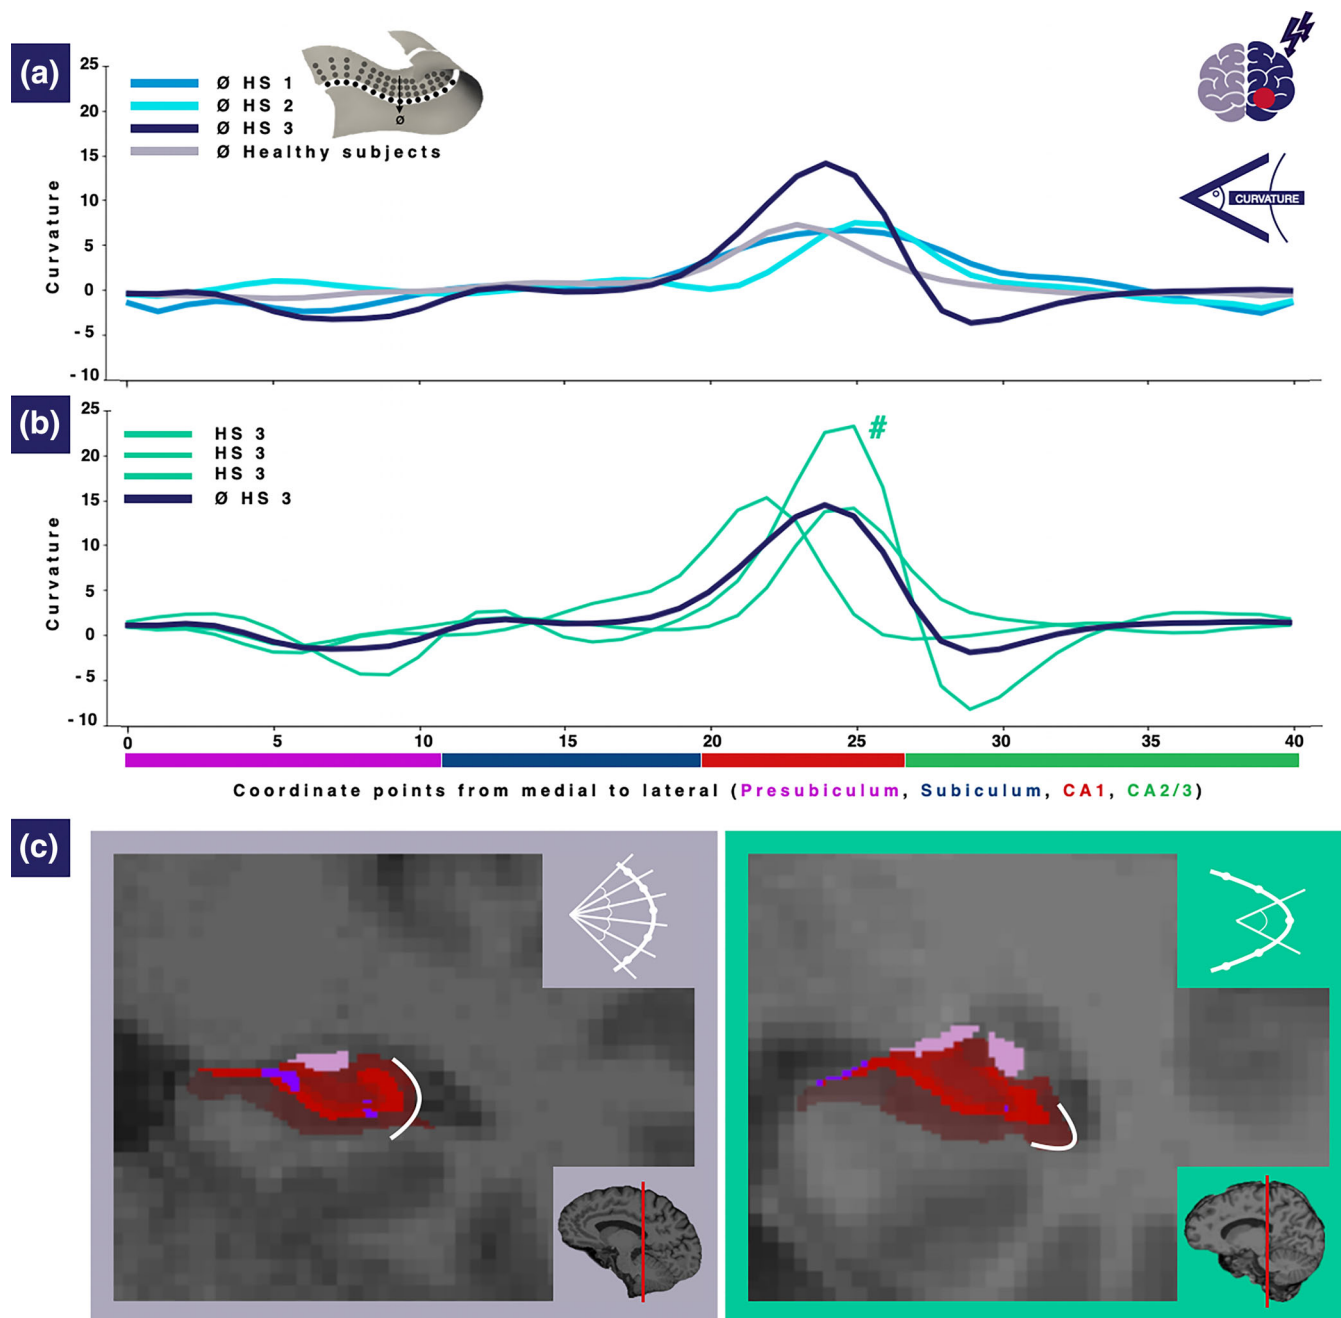 (a)
25
20
15
10
5
0
- 5
- 10
Curvature
Ø HS 1
Ø HS 2
Ø HS 3
Ø Healthy subjects
Ø
CURVATURE
(b)
25
20
15
10
5
0
- 5
- 10
Curvature
HS 3
HS 3
HS 3
Ø HS 3
#
0 5 10 15 20 25 30 35 40
Coordinate points from medial to lateral (Presubiculum, Subiculum, CA1, CA2/3)
(c)